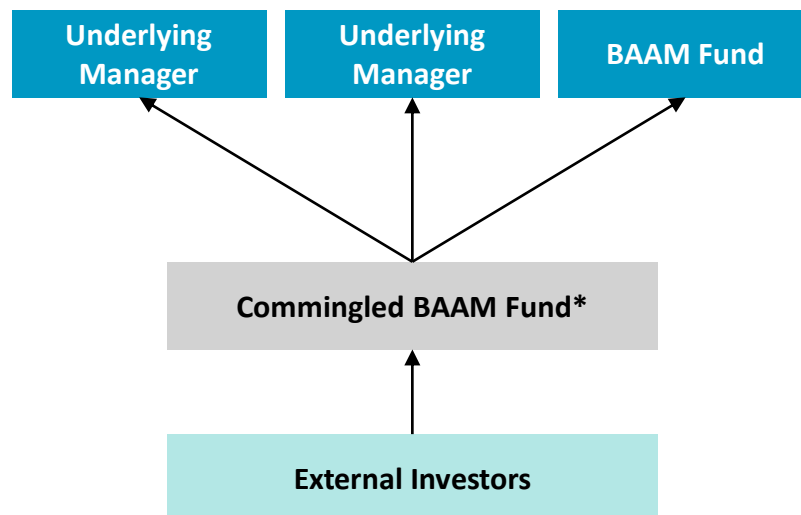 Underlying
Manager
Underlying
Manager
BAAM Fund
Commingled BAAM Fund*
External Investors